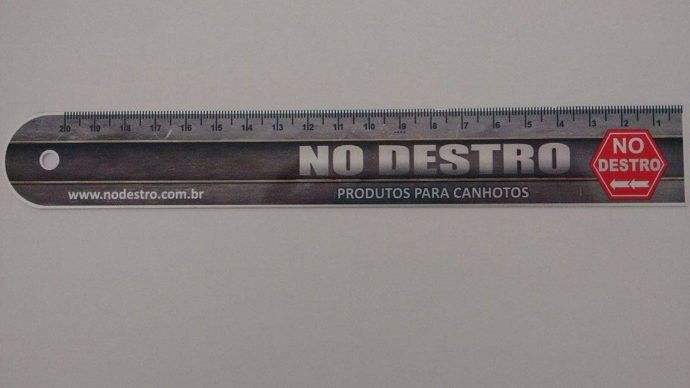 20 19 18 17 16 15 14 13 12 11 10 9 8 7 6 5 4 3 2 1
NO DESTRO
NO
DESTRO
www.nodestro.com.br
PRODUTOS PARA CANHOTOS